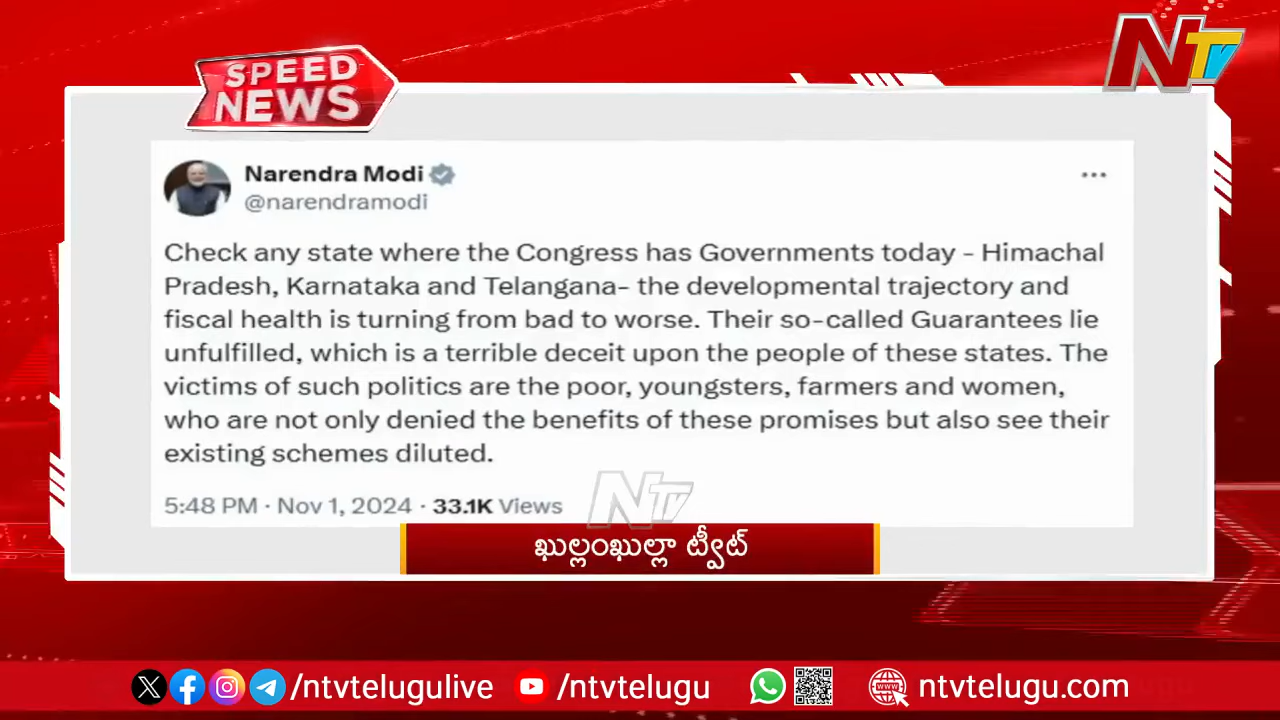 SPEED
NEWS
NTV
Narendra Modi
@narendramodi
Check any state where the Congress has Governments today - Himachal
Pradesh, Karnataka and Telangana- the developmental trajectory and
fiscal health is turning from bad to worse. Their so-called Guarantees lie
unfulfilled, which is a terrible deceit upon the people of these states. The
victims of such politics are the poor, youngsters, farmers and women,
who are not only denied the benefits of these promises but also see their
existing schemes diluted.
5:48 PM · Nov 1, 2024 · 33.1K Views
NTV
ఖుల్లంఖుల్లా ట్వీట్
/ntvtelugulive /ntvtelugu ntvtelugu.com